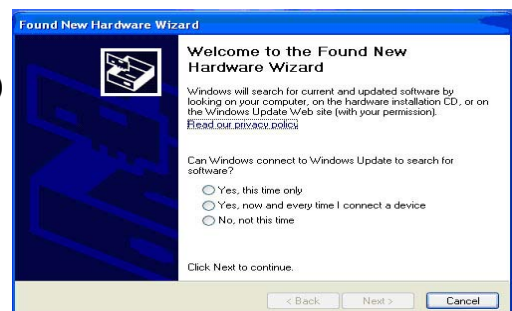 Found New Hardware Wizard
Welcome to the Found New
Hardware Wizard
Windows will search for current and updated software by
looking on your computer, on the hardware installation CD, or on
the Windows Update Web site (with your permission).
Read our privacy policy
Can Windows connect to Windows Update to search for
software?
Yes, this time only
Yes, now and every time I connect a device
No, not this time
Click Next to continue.
< Back Next > Cancel